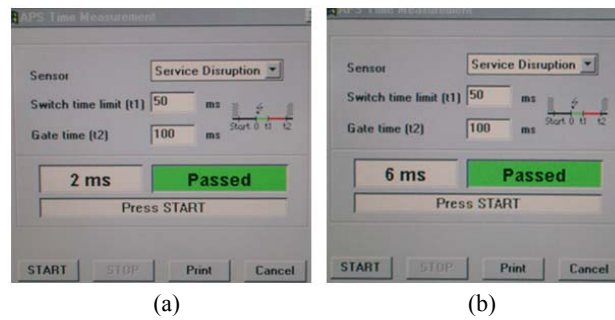 APS Time Measurement
Sensor
Service Disruption
Switch time limit (t1)
50
ms
Gate time (t2)
100
ms
Start 0 t1 t2
2 ms
Passed
Press START
START
STOP
Print
Cancel
(a)
APS Time Measurement
Sensor
Service Disruption
Switch time limit (t1)
50
ms
Gate time (t2)
100
ms
Start 0 t1 t2
6 ms
Passed
Press START
START
STOP
Print
Cancel
(b)